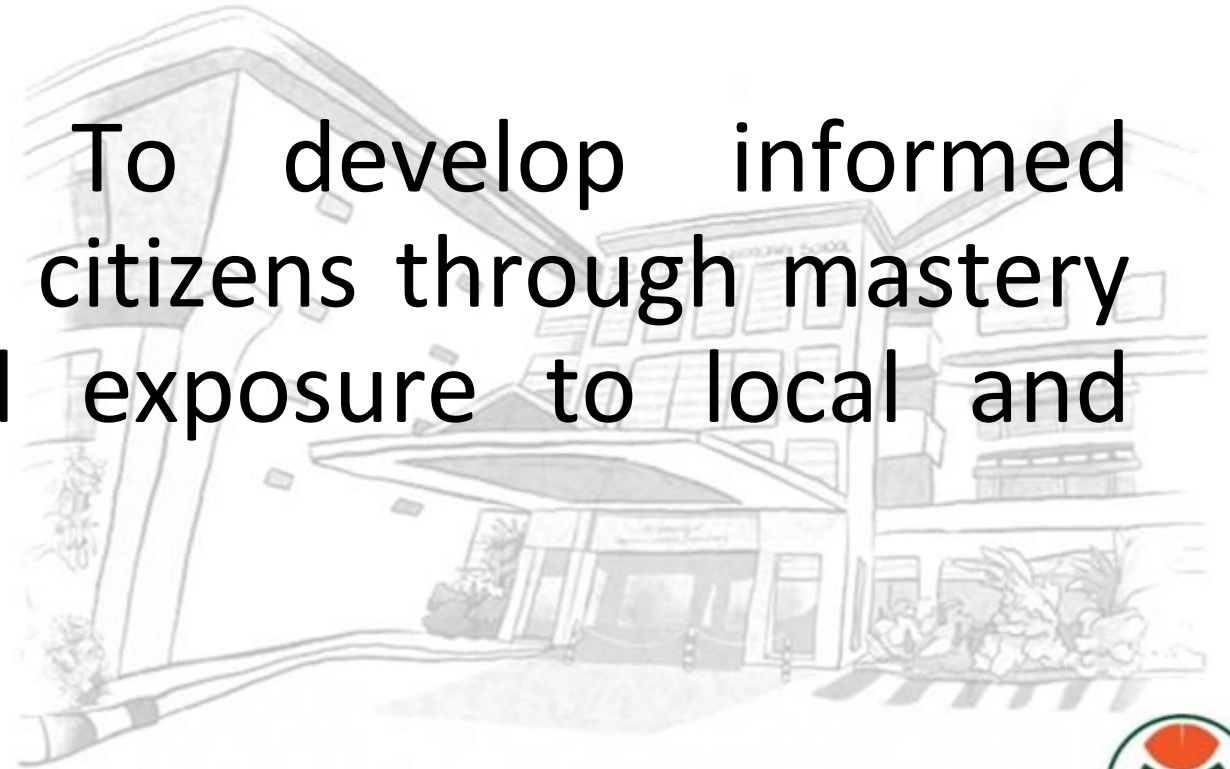 To develop informed
citizens through mastery
exposure to local and